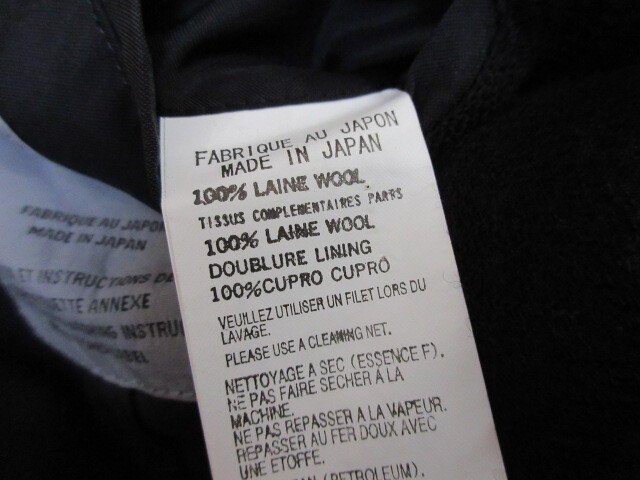 FABRIQUE AU JAPON
MADE IN JAPAN
100% LAINE WOOL
TISSUS COMPLEMENTAIRES PARTS
100% LAINE WOOL
DOUBLURE LINING
100%CUPRO CUPRO
VEUILLEZ UTILISER UN FILET LORS DU
LAVAGE.
PLEASE USE A CLEANING NET.
NETTOYAGE A SEC (ESSENCE F).
NE PAS FAIRE SECHER A LA
MACHINE.
NE PAS REPASSER A LA VAPEUR.
REPASSER AU FER DOUX AVEC
UNE ETOFFE.
(PETROLEUM).
FABRIQUE AU JAPON
MADE IN JAPAN
ET INSTRUCTIONS
ANNEXE